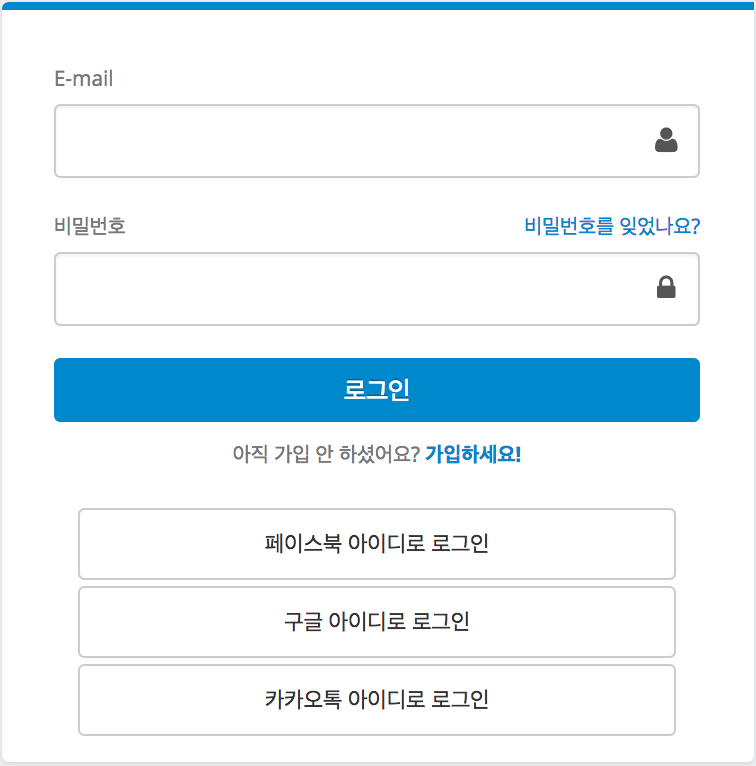 E-mail
비밀번호 비밀번호를 잊었나요?
로그인
아직 가입 안 하셨어요? 가입하세요!
페이스북 아이디로 로그인
구글 아이디로 로그인
카카오톡 아이디로 로그인